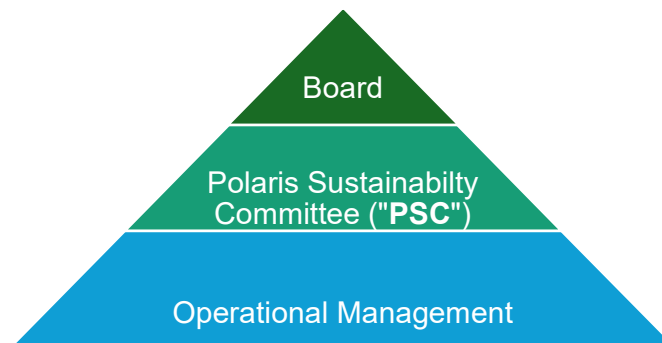 Board
Polaris Sustainabilty
Committee ("PSC")
Operational Management